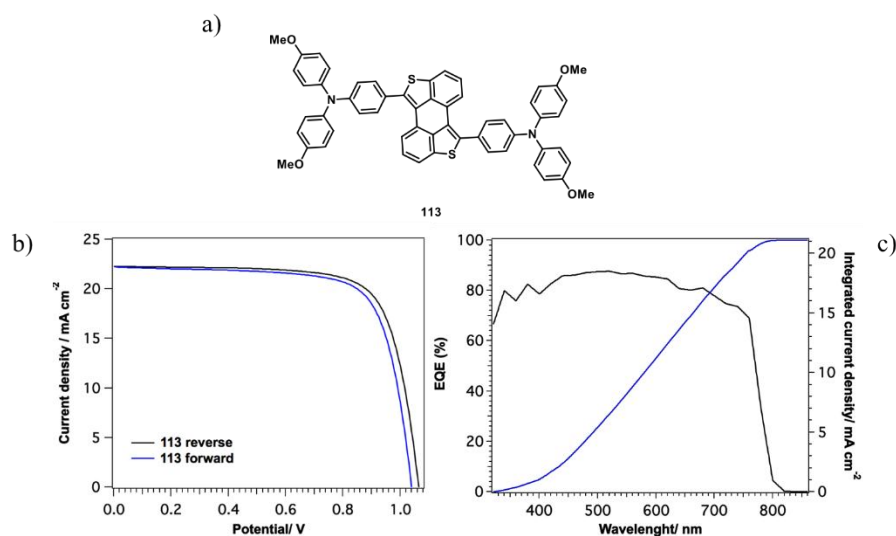 a)
MeO
MeO
N
S
S
N
OMe
OMe
113
b)
25
20
15
10
5
0
Current density / mA cm-2
113 reverse
113 forward
0.0 0.2 0.4 0.6 0.8 1.0
Potential/ V
c)
100
80
60
40
20
0
EQE (%)
20
15
10
5
0
Integrated current density/ mA cm-2
400 500 600 700 800
Wavelenght/ nm